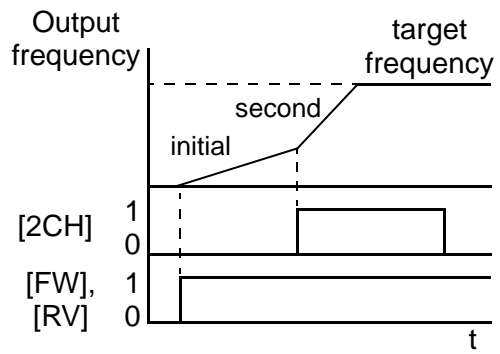 Output
frequency
target
frequency
second
initial
[2CH]
1
0
[FW],
[RV]
1
0
t